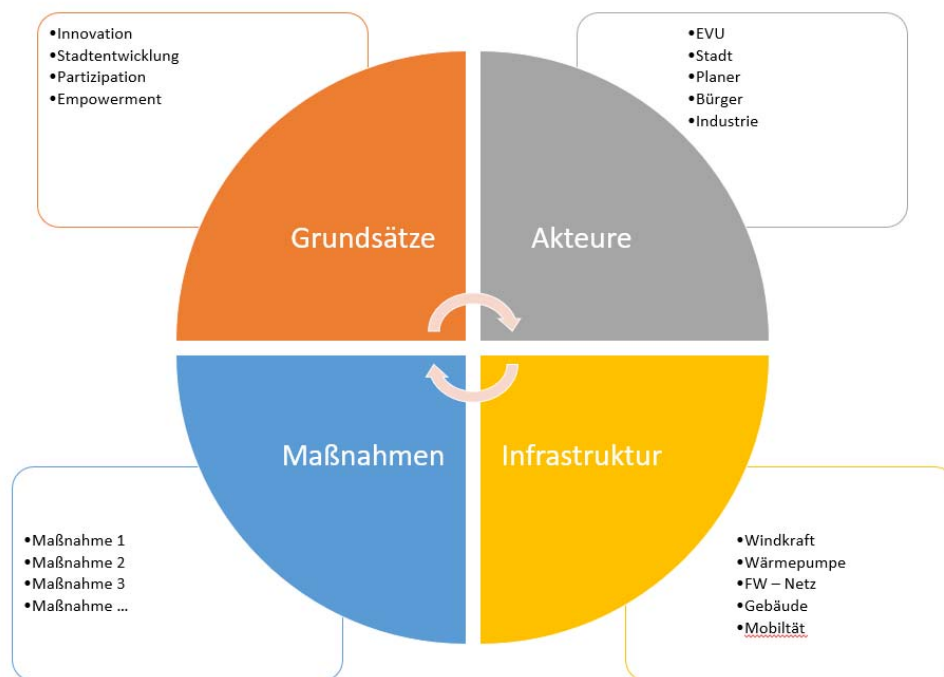 •Innovation
•Stadtentwicklung
•Partizipation
•Empowerment
•EVU
•Stadt
•Planer
•Bürger
•Industrie
Grundsätze
Akteure
Maßnahmen
Infrastruktur
•Maßnahme 1
•Maßnahme 2
•Maßnahme 3
•Maßnahme ...
•Windkraft
•Wärmepumpe
•FW – Netz
•Gebäude
•Mobiltät